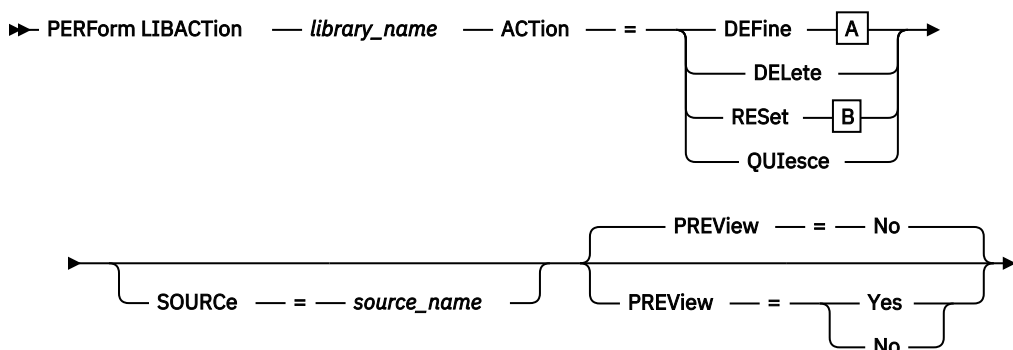 PERForm LIBACTion library_name ACTion = DEFine A
DELete
RESet B
QUIesce
PREView = No
SOURCe = source_name
PREView = Yes
No